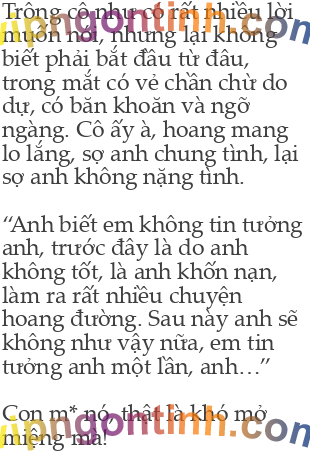 Trông cô như có rất nhiều lời
muốn nói, nhưng lại không
biết phải bắt đầu từ đâu,
trong mắt có vẻ chần chừ do
dự, có băn khoăn và ngỡ
ngàng. Cô ấy à, hoang mang
lo lắng, sợ anh chung tình, lại
sợ anh không nặng tình.
“Anh biết em không tin tưởng
anh, trước đây là do anh
không tốt, là anh khốn nạn,
làm ra rất nhiều chuyện
hoang đường. Sau này anh sẽ
không như vậy nữa, em tin
tưởng anh một lần, anh…”
Con m* nó, thật là khó mở
miệng mà!
vipngontinh.com
vipngontinh.com